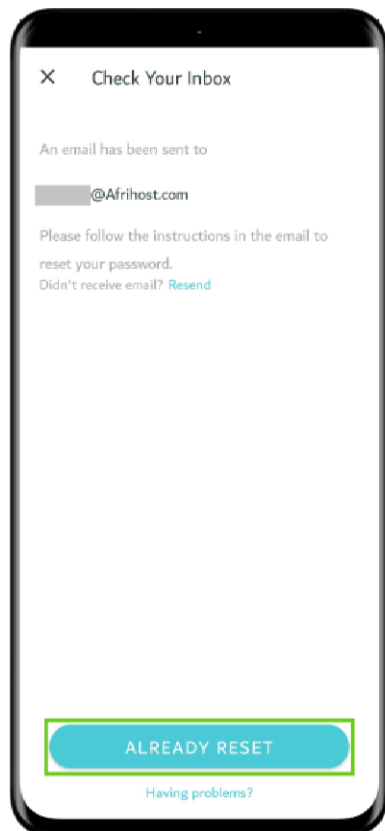 Check Your Inbox
An email has been sent to
@Afrihost.com
Please follow the instructions in the email to
reset your password.
Didn't receive email? Resend
ALREADY RESET
Having problems?